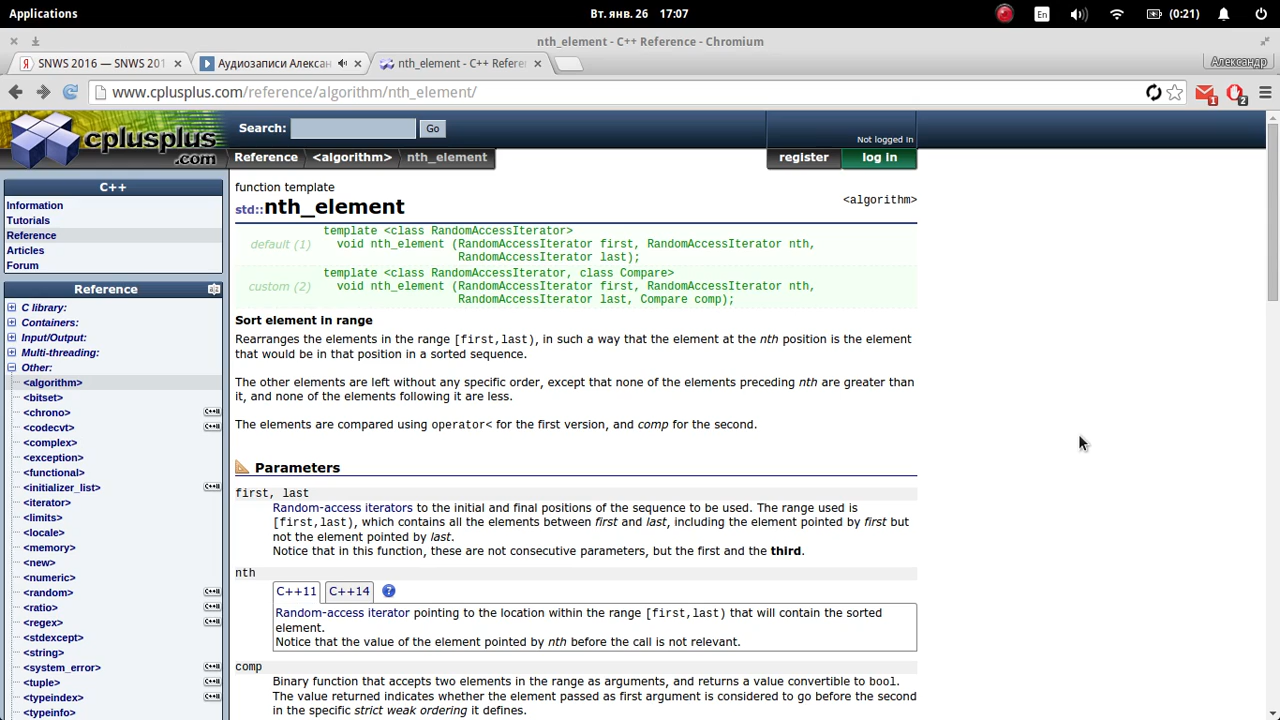 Applications
Вт. янв. 26 17:07
En
(0:21)
nth_element - C++ Reference - Chromium
SNWS 2016 — SNWS 201
Аудиозаписи Алексан
nth_element - C++ Refere
Александр
www.cplusplus.com/reference/algorithm/nth_element/
1
2
cplusplus
.com
Search:
Go
Not logged in
Reference
<algorithm>
nth_element
register
log in
C++
Information
Tutorials
Reference
Articles
Forum
Reference
C library:
Containers:
Input/Output:
Multi-threading:
Other:
<algorithm>
<bitset>
<chrono>
<codecvt>
<complex>
<exception>
<functional>
<initializer_list>
<iterator>
<limits>
<locale>
<memory>
<new>
<numeric>
<random>
<ratio>
<regex>
<stdexcept>
<string>
<system_error>
<tuple>
<typeindex>
<typeinfo>
function template
<algorithm>
std::nth_element
default (1)
template <class RandomAccessIterator>
void nth_element (RandomAccessIterator first, RandomAccessIterator nth,
RandomAccessIterator last);
custom (2)
template <class RandomAccessIterator, class Compare>
void nth_element (RandomAccessIterator first, RandomAccessIterator nth,
RandomAccessIterator last, Compare comp);
Sort element in range
Rearranges the elements in the range [first,last), in such a way that the element at the nth position is the element
that would be in that position in a sorted sequence.
The other elements are left without any specific order, except that none of the elements preceding nth are greater than
it, and none of the elements following it are less.
The elements are compared using operator< for the first version, and comp for the second.
Parameters
first, last
Random-access iterators to the initial and final positions of the sequence to be used. The range used is
[first,last), which contains all the elements between first and last, including the element pointed by first but
not the element pointed by last.
Notice that in this function, these are not consecutive parameters, but the first and the third.
nth
C++11
C++14
?
Random-access iterator pointing to the location within the range [first,last) that will contain the sorted
element.
Notice that the value of the element pointed by nth before the call is not relevant.
comp
Binary function that accepts two elements in the range as arguments, and returns a value convertible to bool.
The value returned indicates whether the element passed as first argument is considered to go before the second
in the specific strict weak ordering it defines.